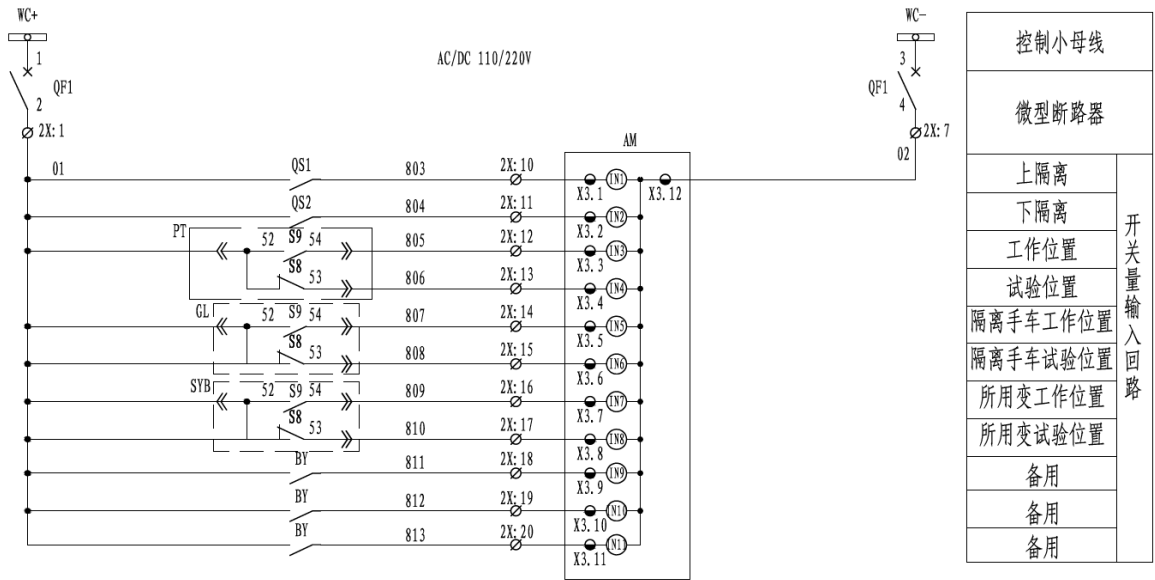 WC+
WC-
控制小母线
1
3
AC/DC 110/220V
QF1
QF1
2
4
微型断路器
2X:1
2X:7
AM
01
QS1
803
2X:10
IN1
02
上隔离
X3.1
X3.12
QS2
804
2X:11
IN2
下隔离
X3.2
PT
52
S9
54
805
2X:12
IN3
工作位置
X3.3
S8
53
806
2X:13
IN4
试验位置
X3.4
GL
52
S9
54
807
2X:14
IN5
隔离手车工作位置
X3.5
S8
53
808
2X:15
IN6
隔离手车试验位置
X3.6
SYB
52
S9
54
809
2X:16
IN7
所用变工作位置
X3.7
S8
53
810
2X:17
IN8
所用变试验位置
X3.8
BY
811
2X:18
IN9
备用
X3.9
BY
812
2X:19
IN10
备用
X3.10
BY
813
2X:20
IN11
备用
X3.11
开关量输入回路